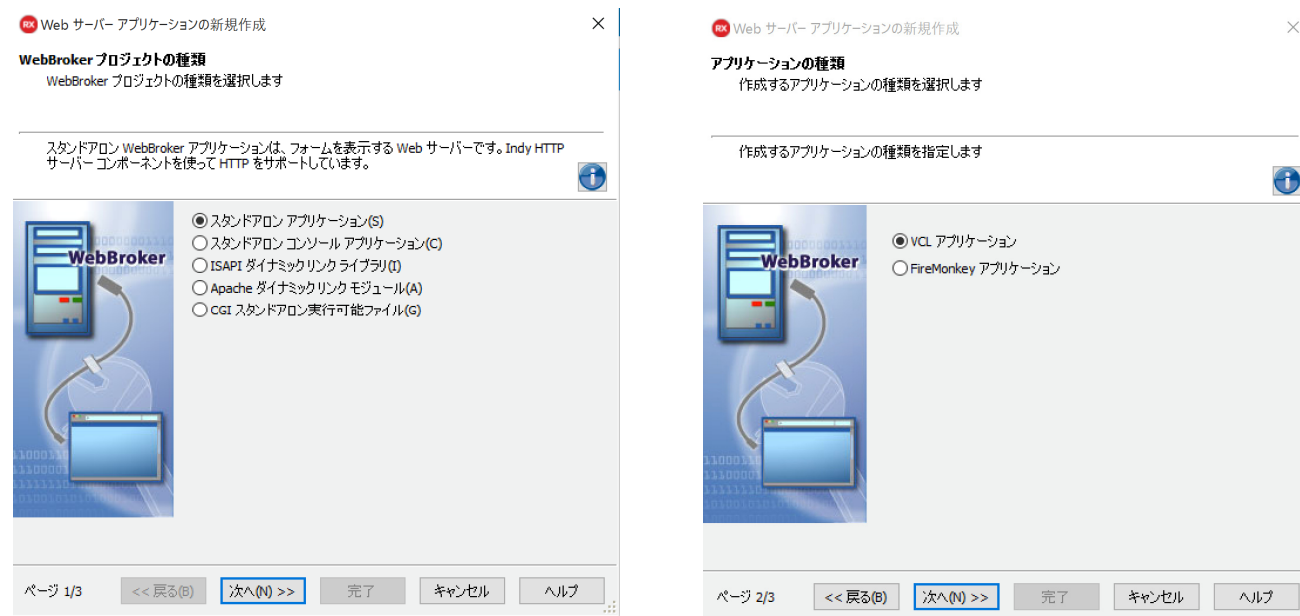 RX Web サーバー アプリケーションの新規作成
WebBroker プロジェクトの種類
WebBroker プロジェクトの種類を選択します
スタンドアロン WebBroker アプリケーションは、フォームを表示する Web サーバーです。Indy HTTP
サーバー コンポーネントを使って HTTP をサポートしています。
WebBroker
スタンドアロン アプリケーション(S)
スタンドアロン コンソール アプリケーション(C)
ISAPI ダイナミック リンク ライブラリ(I)
Apache ダイナミック リンク モジュール(A)
CGI スタンドアロン実行可能ファイル(G)
ページ 1/3
<< 戻る(B)
次へ(N) >>
完了
キャンセル
ヘルプ
RX Web サーバー アプリケーションの新規作成
アプリケーションの種類
作成するアプリケーションの種類を選択します
作成するアプリケーションの種類を指定します
WebBroker
VCL アプリケーション
FireMonkey アプリケーション
ページ 2/3
<< 戻る(B)
次へ(N) >>
完了
キャンセル
ヘルプ